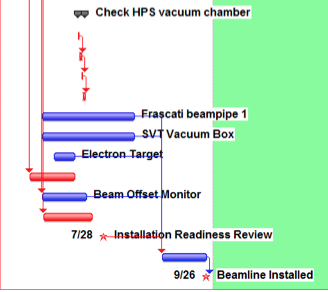 Check HPS vacuum chamber
Frascati beampipe 1
SVT Vacuum Box
Electron Target
Beam Offset Monitor
7/28 Installation Readiness Review
9/26 Beamline Installed